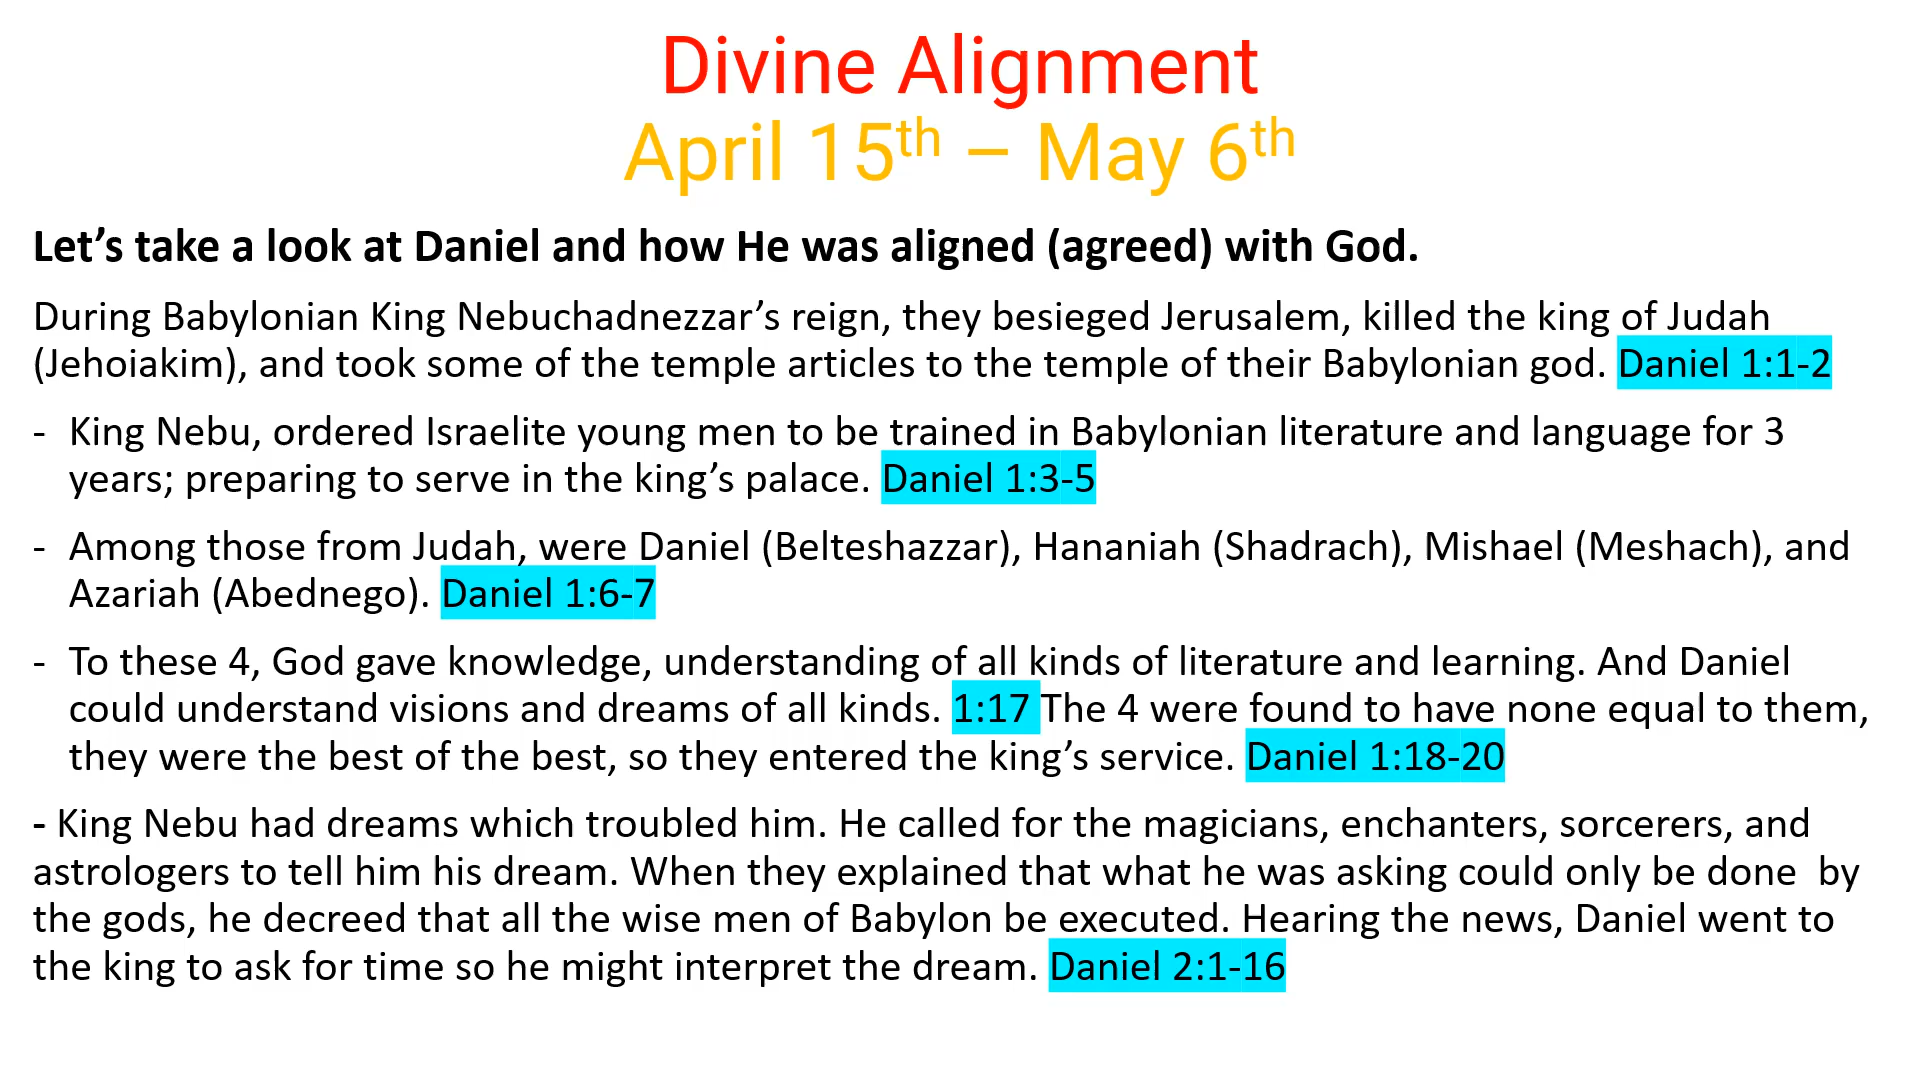 Divine Alignment
April 15th – May 6th
Let’s take a look at Daniel and how He was aligned (agreed) with God.
During Babylonian King Nebuchadnezzar’s reign, they besieged Jerusalem, killed the king of Judah
(Jehoiakim), and took some of the temple articles to the temple of their Babylonian god. Daniel 1:1-2
- King Nebu, ordered Israelite young men to be trained in Babylonian literature and language for 3
years; preparing to serve in the king’s palace. Daniel 1:3-5
- Among those from Judah, were Daniel (Belteshazzar), Hananiah (Shadrach), Mishael (Meshach), and
Azariah (Abednego). Daniel 1:6-7
- To these 4, God gave knowledge, understanding of all kinds of literature and learning. And Daniel
could understand visions and dreams of all kinds. 1:17 The 4 were found to have none equal to them,
they were the best of the best, so they entered the king’s service. Daniel 1:18-20
- King Nebu had dreams which troubled him. He called for the magicians, enchanters, sorcerers, and
astrologers to tell him his dream. When they explained that what he was asking could only be done  by
the gods, he decreed that all the wise men of Babylon be executed. Hearing the news, Daniel went to
the king to ask for time so he might interpret the dream. Daniel 2:1-16